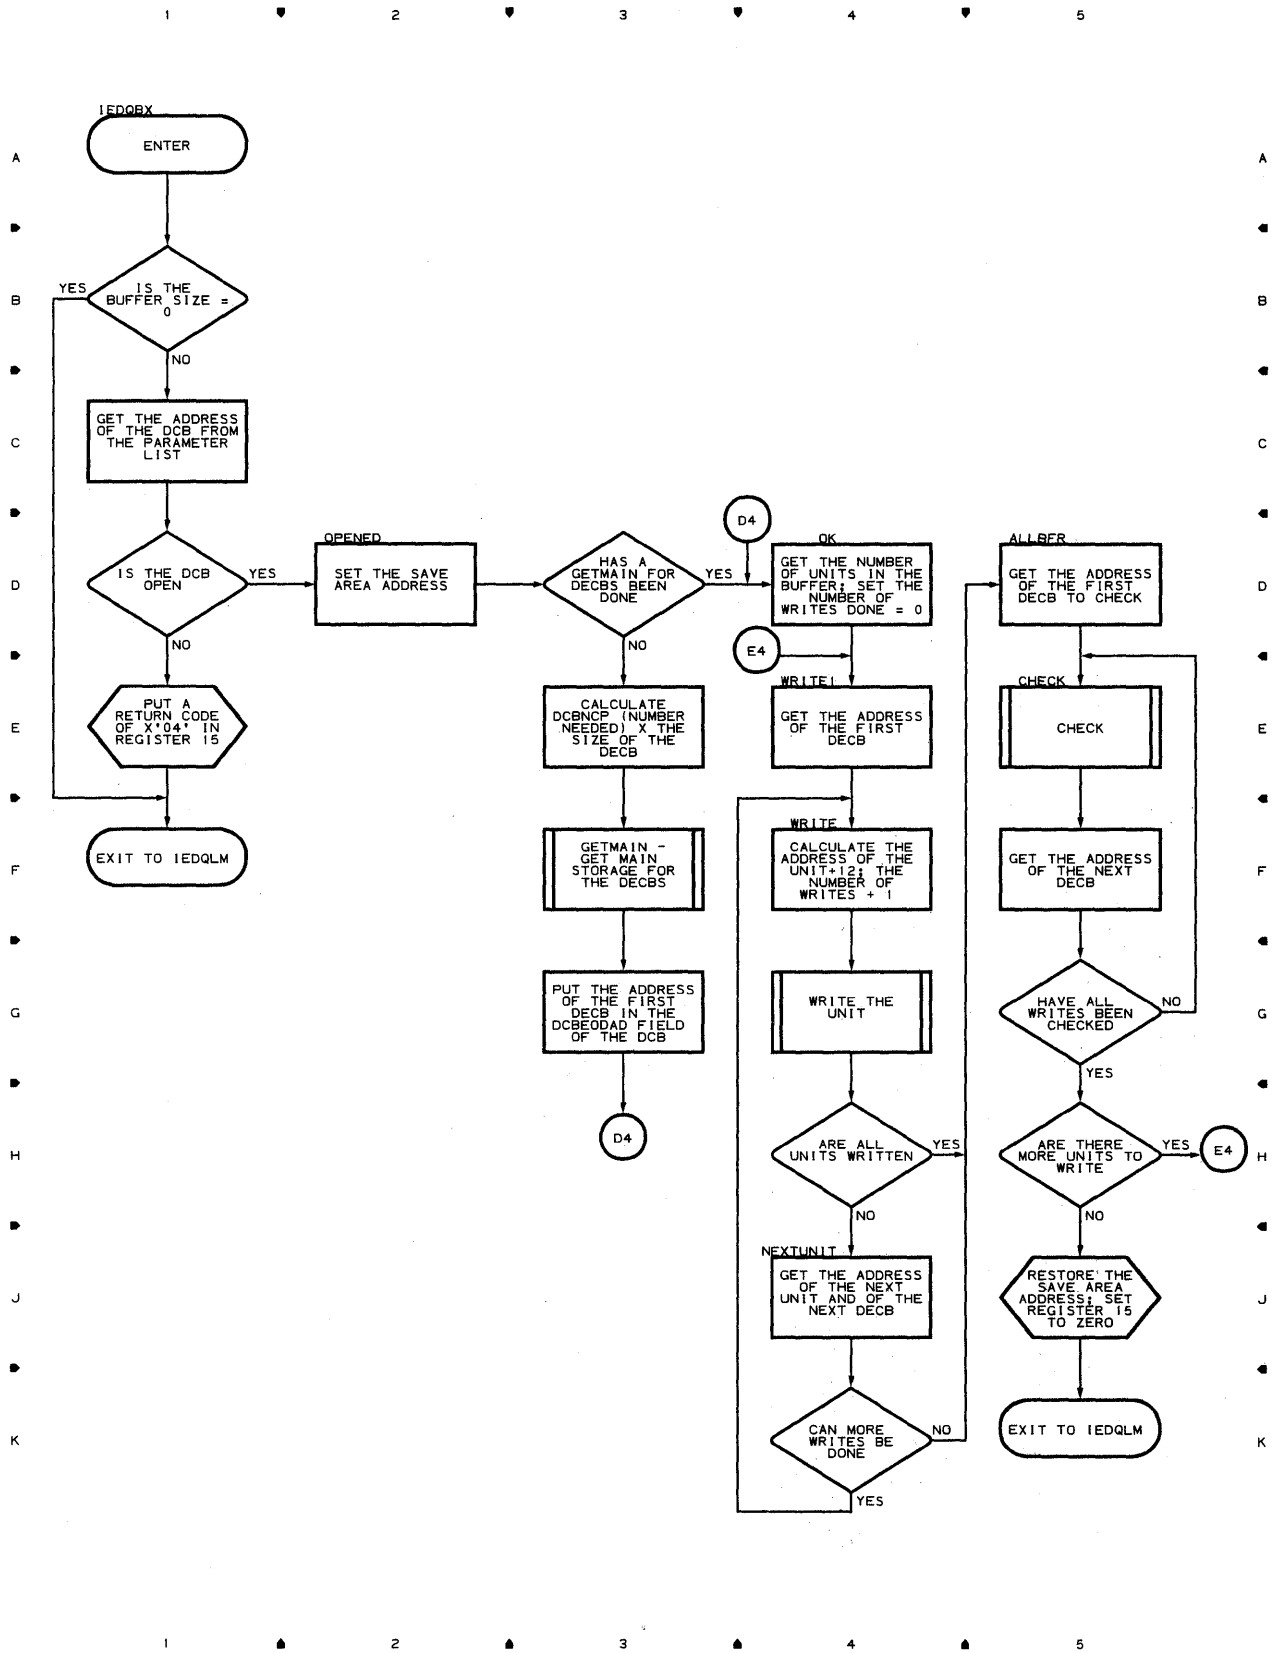 1 2 3 4 5
IEDQBX
ENTER
A A
IS THE
BUFFER SIZE =
0
YES
NO
B B
GET THE ADDRESS
OF THE DCB FROM
THE PARAMETER
LIST
C C
IS THE DCB
OPEN
YES
NO
OPENED
SET THE SAVE
AREA ADDRESS
HAS A
GETMAIN FOR
DECBS BEEN
DONE
YES
NO
D4
OK
GET THE NUMBER
OF UNITS IN THE
BUFFER; SET THE
NUMBER OF
WRITES DONE = 0
ALLBFR
GET THE ADDRESS
OF THE FIRST
DECB TO CHECK
D D
PUT A
RETURN CODE
OF X'04' IN
REGISTER 15
CALCULATE
DCBNCP (NUMBER
NEEDED) X THE
SIZE OF THE
DECB
E4
WRITE1
GET THE ADDRESS
OF THE FIRST
DECB
CHECK
CHECK
E E
EXIT TO IEDQLM
GETMAIN -
GET MAIN
STORAGE FOR
THE DECBS
WRITE
CALCULATE THE
ADDRESS OF THE
UNIT+12; THE
NUMBER OF
WRITES + 1
GET THE ADDRESS
OF THE NEXT
DECB
F F
PUT THE ADDRESS
OF THE FIRST
DECB IN THE
DCBEODAD FIELD
OF THE DCB
WRITE THE
UNIT
HAVE ALL
WRITES BEEN
CHECKED
NO
YES
G G
D4
ARE ALL
UNITS WRITTEN
YES
NO
ARE THERE
MORE UNITS TO
WRITE
YES
E4
NO
H H
NEXTUNIT
GET THE ADDRESS
OF THE NEXT
UNIT AND OF THE
NEXT DECB
RESTORE THE
SAVE AREA
ADDRESS; SET
REGISTER 15
TO ZERO
J J
CAN MORE
WRITES BE
DONE
NO
YES
EXIT TO IEDQLM
K K
1 2 3 4 5